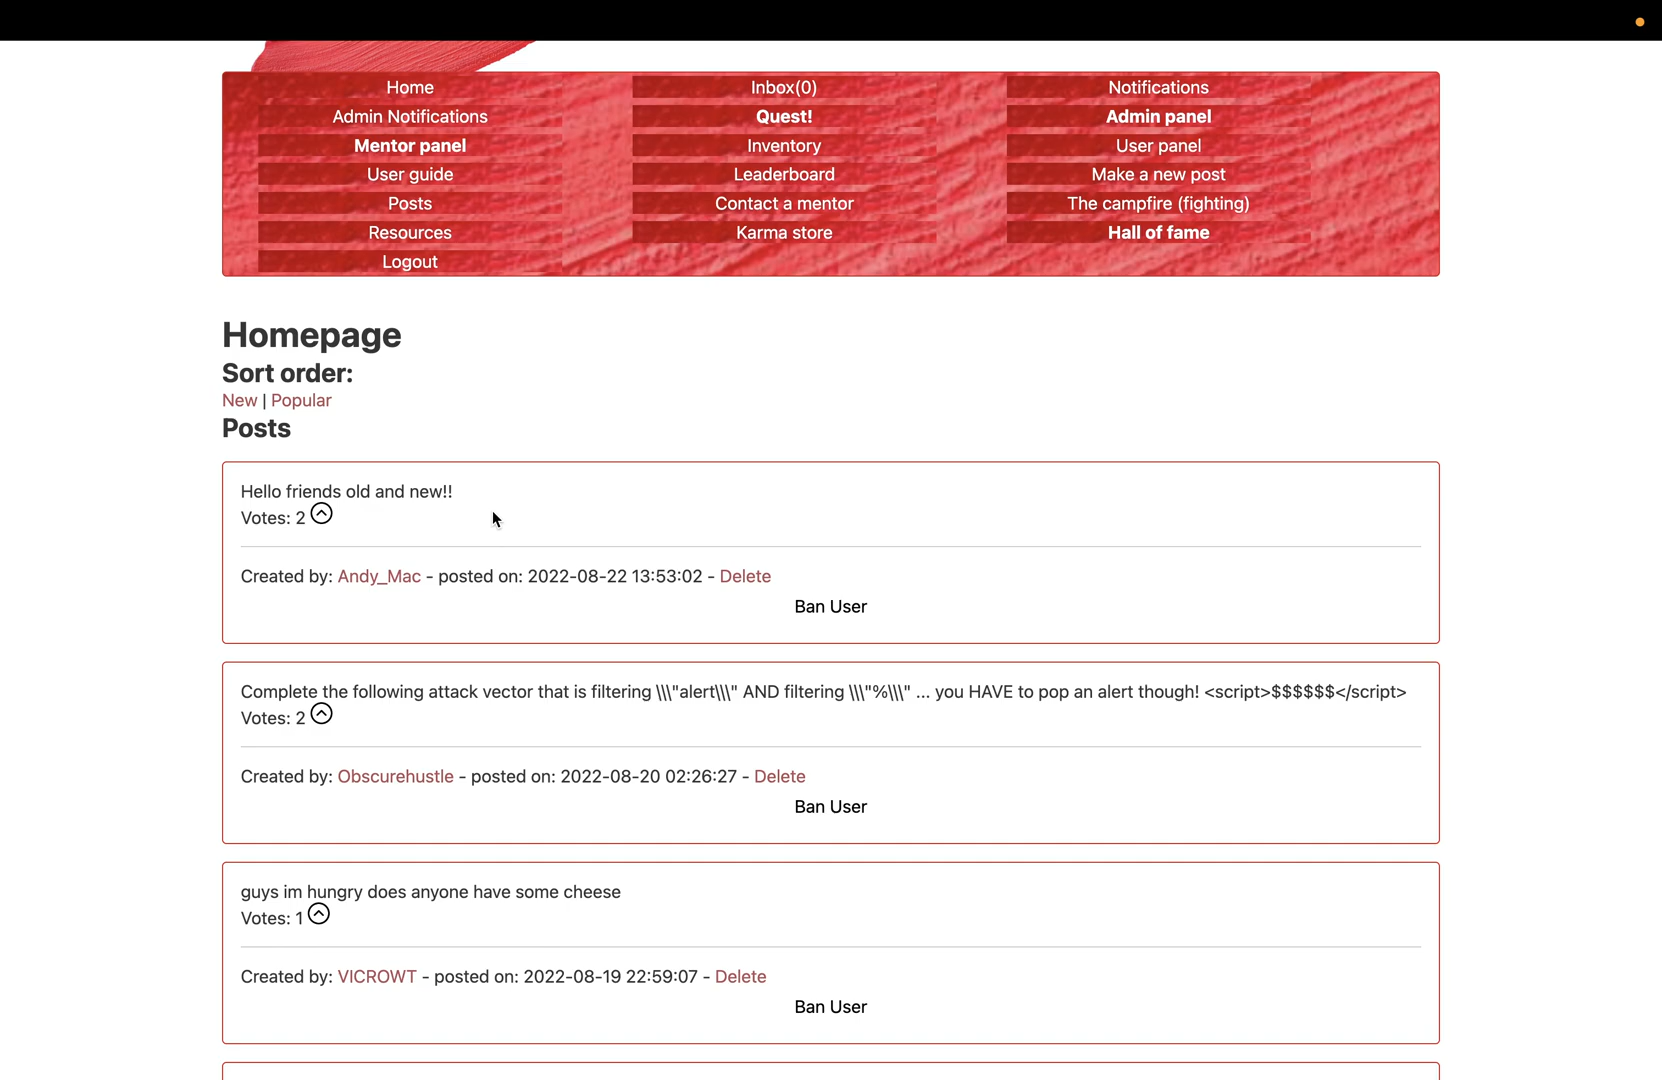 Home Inbox(0) Notifications
Admin Notifications Quest! Admin panel
Mentor panel Inventory User panel
User guide Leaderboard Make a new post
Posts Contact a mentor The campfire (fighting)
Resources Karma store Hall of fame
Logout
Homepage
Sort order:
New | Popular
Posts
Hello friends old and new!!
Votes: 2
Created by: Andy_Mac - posted on: 2022-08-22 13:53:02 - Delete
Ban User
Complete the following attack vector that is filtering \\\"alert\\\" AND filtering \\\"%\\\" ... you HAVE to pop an alert though! <script>$$$$$$</script>
Votes: 2
Created by: Obscurehustle - posted on: 2022-08-20 02:26:27 - Delete
Ban User
guys im hungry does anyone have some cheese
Votes: 1
Created by: VICROWT - posted on: 2022-08-19 22:59:07 - Delete
Ban User